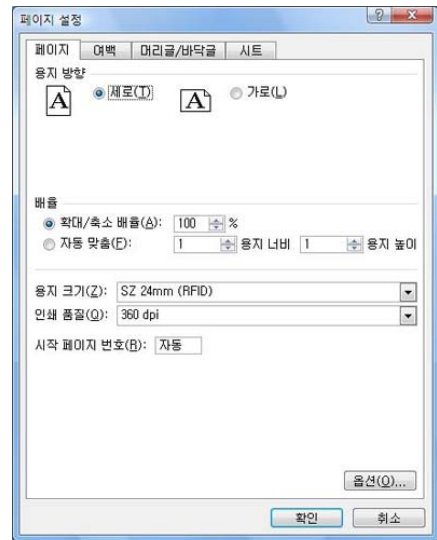 페이지 설정
페이지 여백 머리글/바닥글 시트
용지 방향
A 세로(T) A 가로(L)
배율
확대/축소 배율(A): 100 %
자동 맞춤(F): 1 용지 너비 1 용지 높이
용지 크기(Z): SZ 24mm (RFID)
인쇄 품질(Q): 360 dpi
시작 페이지 번호(R): 자동
옵션(O)...
확인 취소